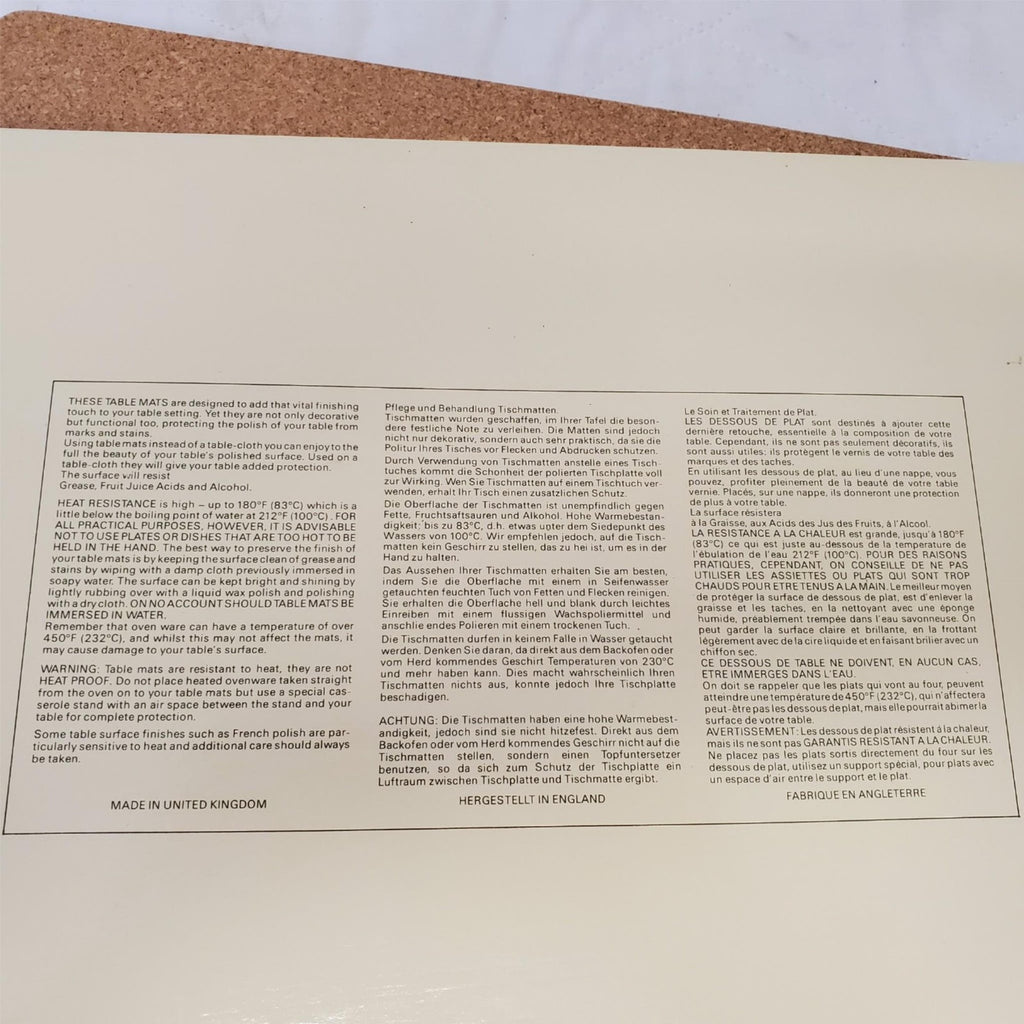 THESE TABLE MATS are designed to add that vital finishing
touch to your table setting. Yet they are not only decorative
but functional too, protecting the polish of your table from
marks and stains.
Using table mats instead of a table-cloth you can enjoy to the
full the beauty of your table's polished surface. Used on a
table-cloth they will give your table added protection.
The surface will resist
Grease, Fruit Juice Acids and Alcohol.
HEAT RESISTANCE is high – up to 180°F (83°C) which is a
little below the boiling point of water at 212°F (100°C). FOR
ALL PRACTICAL PURPOSES, HOWEVER, IT IS ADVISABLE
NOT TO USE PLATES OR DISHES THAT ARE TOO HOT TO BE
HELD IN THE HAND. The best way to preserve the finish of
your table mats is by keeping the surface clean of grease and
stains by wiping with a damp cloth previously immersed in
soapy water. The surface can be kept bright and shining by
lightly rubbing over with a liquid wax polish and polishing
with a dry cloth. ON NO ACCOUNT SHOULD TABLE MATS BE
IMMERSED IN WATER.
Remember that oven ware can have a temperature of over
450°F (232°C), and whilst this may not affect the mats, it
may cause damage to your table's surface.
WARNING: Table mats are resistant to heat, they are not
HEAT PROOF. Do not place heated ovenware taken straight
from the oven on to your table mats but use a special cas-
serole stand with an air space between the stand and your
table for complete protection.
Some table surface finishes such as French polish are par-
ticularly sensitive to heat and additional care should always
be taken.
MADE IN UNITED KINGDOM
Pflege und Behandlung Tischmatten.
Tischmatten wurden geschaffen, im Ihrer Tafel die beson-
dere festliche Note zu verleihen. Die Matten sind jedoch
nicht nur dekorativ, sondern auch sehr praktisch, da sie die
Politur Ihres Tisches vor Flecken und Abdrucken schutzen.
Durch Verwendung von Tischmatten anstelle eines Tisch-
tuches kommt die Schonheit der polierten Tischplatte voll
zur Wirking. Wen Sie Tischmatten auf einem Tischtuch ver-
wenden, erhalt Ihr Tisch einen zusatzlichen Schutz.
Die Oberflache der Tischmatten ist unempfindlich gegen
Fette, Fruchtsaftsauren und Alkohol. Hohe Warmebestan-
digkeit: bis zu 83°C, d.h. etwas unter dem Siedepunkt des
Wassers von 100°C. Wir empfehlen jedoch, auf die Tisch-
matten kein Geschirr zu stellen, das zu hei ist, um es in der
Hand zu halten.
Das Aussehen Ihrer Tischmatten erhalten Sie am besten,
indem Sie die Oberflache mit einem in Seifenwasser
getauchten feuchten Tuch von Fetten und Flecken reinigen.
Sie erhalten die Oberflache hell und blank durch leichtes
Einreiben mit einem flussigen Wachspoliermittel und
anschlie endes Polieren mit einem trockenen Tuch.
Die Tischmatten durfen in keinem Falle in Wasser getaucht
werden. Denken Sie daran, da direkt aus dem Backofen oder
vom Herd kommendes Geschirt Temperaturen von 230°C
und mehr haben kann. Dies macht wahrscheinlich Ihren
Tischmatten nichts aus, konnte jedoch Ihre Tischplatte
beschadigen.
ACHTUNG: Die Tischmatten haben eine hohe Warmebest-
andigkeit, jedoch sind sie nicht hitzefest. Direkt aus dem
Backofen oder vom Herd kommendes Geschirr nicht auf die
Tischmatten stellen, sondern einen Topfuntersetzer
benutzen, so da sich zum Schutz der Tischplatte ein
Luftraum zwischen Tischplatte und Tischmatte ergibt.
HERGESTELLT IN ENGLAND
Le Soin et Traitement de Plat.
LES DESSOUS DE PLAT sont destinés à ajouter cette
dernière retouche, essentielle à la composition de votre
table. Cependant, ils ne sont pas seulement décoratifs, ils
sont aussi utiles; ils protègent le vernis de votre table des
marques et des taches.
En utilisant les dessous de plat, au lieu d'une nappe, vous
pouvez, profiter pleinement de la beauté de votre table
vernie. Placés, sur une nappe, ils donneront une protection
de plus à votre table.
La surface résistera
à la Graisse, aux Acids des Jus des Fruits, à l'Alcool.
LA RESISTANCE A LA CHALEUR est grande, jusqu'à 180°F
(83°C) ce qui est juste au-dessous de la temperature de
l'ébulation de l'eau 212°F (100°C). POUR DES RAISONS
PRATIQUES, CEPENDANT, ON CONSEILLE DE NE PAS
UTILISER LES ASSIETTES OU PLATS QUI SONT TROP
CHAUDS POUR ETRE TENUS A LA MAIN. Le meilleur moyen
de protéger la surface de dessous de plat, est d'enlever la
graisse et les taches, en la nettoyant avec une éponge
humide, préablement trempée dans l'eau savonneuse. On
peut garder la surface claire et brillante, en la frottant
légèrement avec de la cire liquide et en faisant brilier avec un
chiffon sec.
CE DESSOUS DE TABLE NE DOIVENT, EN AUCUN CAS,
ETRE IMMERGES DANS L'EAU.
On doit se rappeler que les plats qui vont au four, peuvent
atteindre une température de 450°F (232°C), qui n'affectera
peut-être pas les dessous de plat, mais elle pourrait abimer la
surface de votre table.
AVERTISSEMENT: Les dessous de plat résistent à la chaleur,
mais ils ne sont pas GARANTIS RESISTANT A LA CHALEUR.
Ne placez pas les plats sortis directement du four sur les
dessous de plat, utilisez un support spécial, pour plats avec
un espace d'air entre le support et le plat.
FABRIQUE EN ANGLETERRE